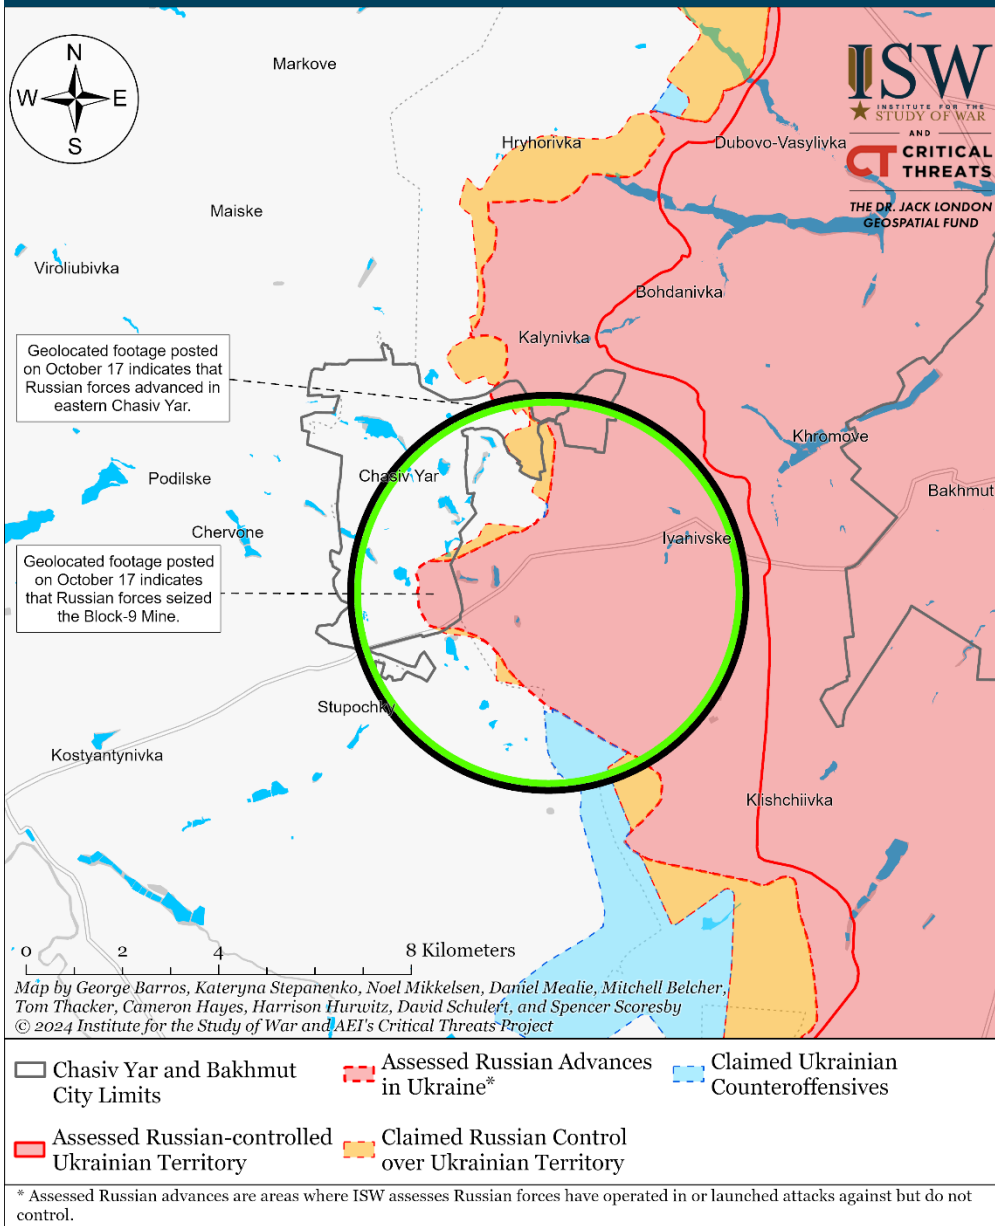 N
W
E
S
Markove
Hryhorivka
Dubovo-Vasylivka
ISW
INSTITUTE FOR THE
STUDY OF WAR
AND
CT CRITICAL
THREATS
THE DR. JACK LONDON
GEOSPATIAL FUND
Maiske
Viroliubivka
Bohdanivka
Kalynivka
Geolocated footage posted
on October 17 indicates that
Russian forces advanced in
eastern Chasiv Yar.
Khromove
Chasiv Yar
Podilske
Bakhmut
Chervone
Ivanivske
Geolocated footage posted
on October 17 indicates
that Russian forces seized
the Block-9 Mine.
Stupochky
Kostyantynivka
Klishchiivka
0 2 4 8 Kilometers
Map by George Barros, Kateryna Stepanenko, Noel Mikkelsen, Daniel Mealie, Mitchell Belcher,
Tom Thacker, Cameron Hayes, Harrison Hurwitz, David Schulert, and Spencer Scoresby
© 2024 Institute for the Study of War and AEI's Critical Threats Project
Chasiv Yar and Bakhmut
City Limits
Assessed Russian Advances
in Ukraine*
Claimed Ukrainian
Counteroffensives
Assessed Russian-controlled
Ukrainian Territory
Claimed Russian Control
over Ukrainian Territory
* Assessed Russian advances are areas where ISW assesses Russian forces have operated in or launched attacks against but do not
control.